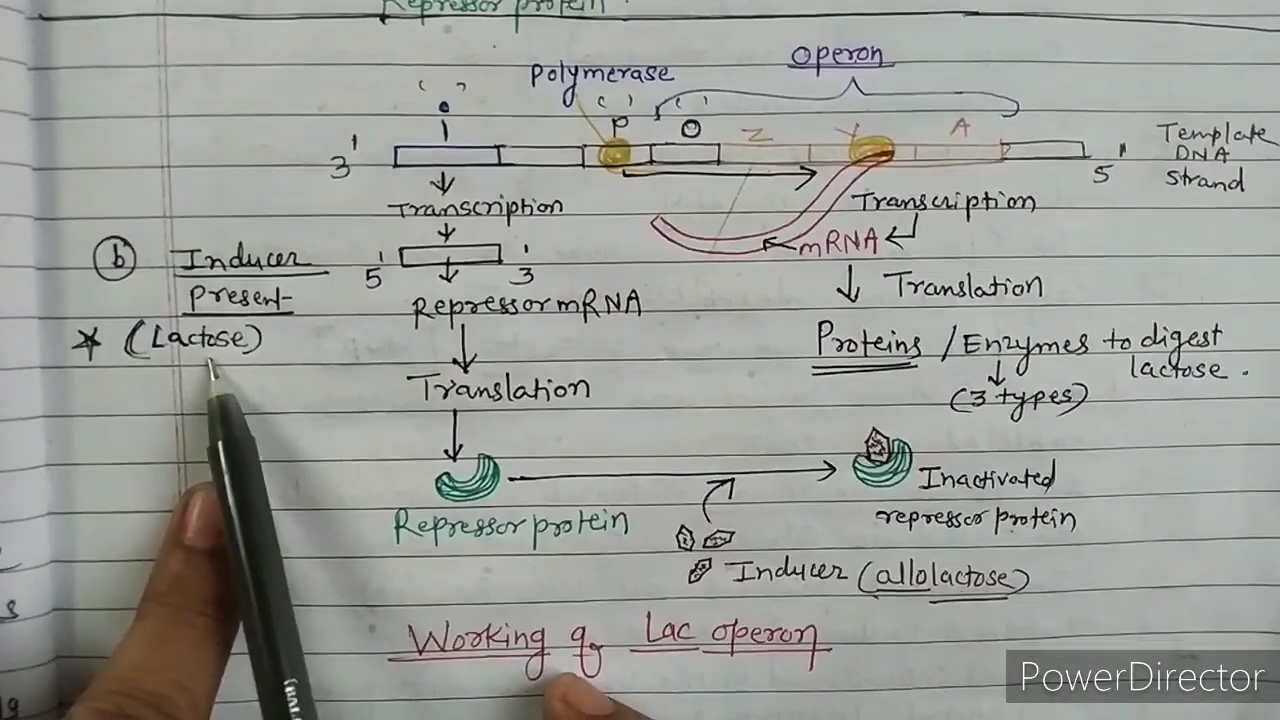 Repressor protein.
operon
Polymerase
( i )
( P ) ( O ) Z Y A
3' 5'
Template
DNA
strand
Transcription
Transcription
mRNA
(b) Inducer
Present
* (Lactose)
5' 3'
Repressor mRNA
Translation
Translation
Proteins / Enzymes to digest
lactose.
(3 types)
Repressor protein
Inactivated
repressor protein
Inducer (allolactose)
Working of Lac operon
PowerDirector